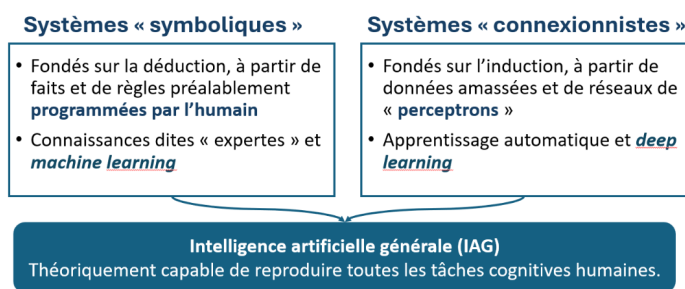 Systèmes « symboliques »
• Fondés sur la déduction, à partir de
faits et de règles préalablement
programmées par l'humain
• Connaissances dites « expertes » et
machine learning
Systèmes « connexionnistes »
• Fondés sur l'induction, à partir de
données amassées et de réseaux de
« perceptrons »
• Apprentissage automatique et deep
learning
Intelligence artificielle générale (IAG)
Théoriquement capable de reproduire toutes les tâches cognitives humaines.